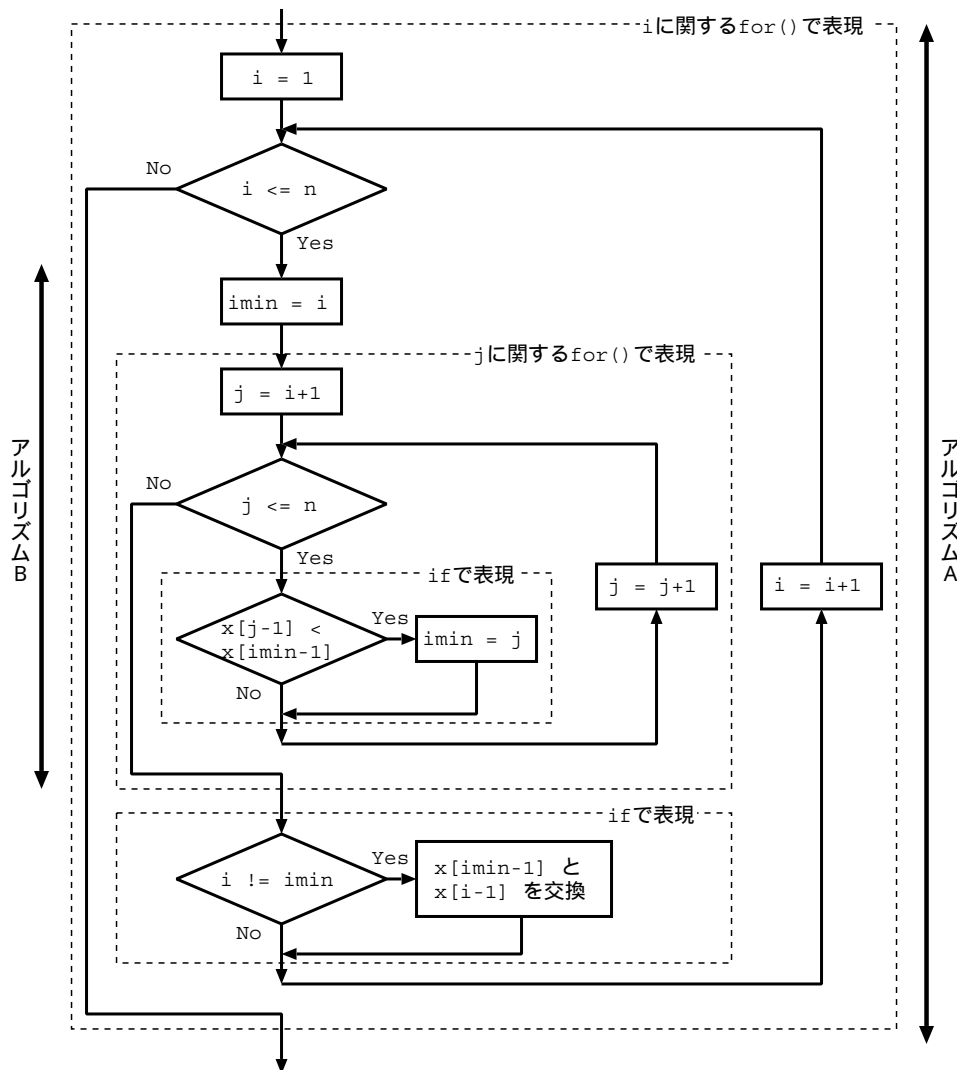 iに関するfor()で表現
i = 1
No
i <= n
Yes
imin = i
jに関するfor()で表現
j = i+1
No
j <= n
Yes
ifで表現
x[j-1] <
x[imin-1]
Yes
imin = j
No
j = j+1
i = i+1
アルゴリズムB
アルゴリズムA
ifで表現
i != imin
Yes
x[imin-1] と
x[i-1] を交換
No